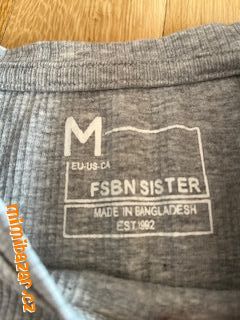 M
EU-US-CA
FSBN SISTER
MADE IN BANGLADESH
EST.1992
mimibazar.cz